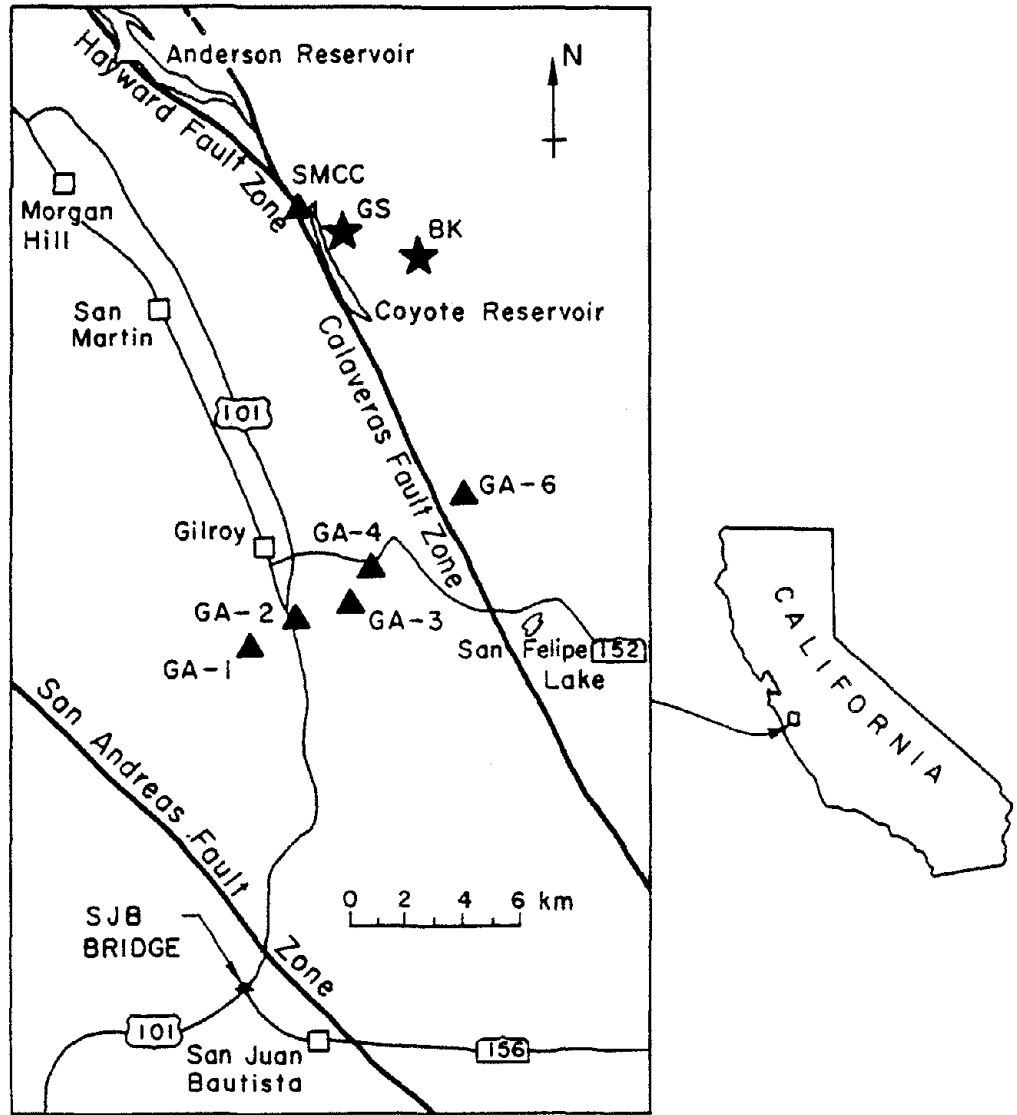 Anderson Reservoir
N
Hayward Fault Zone
SMCC
GS
BK
Morgan
Hill
San
Martin
Coyote Reservoir
Calaveras Fault Zone
101
GA-6
Gilroy
GA-4
GA-2
GA-3
GA-1
San Felipe
Lake
152
CALIFORNIA
San Andreas Fault Zone
0 2 4 6 km
SJB
BRIDGE
101
San Juan
Bautista
156